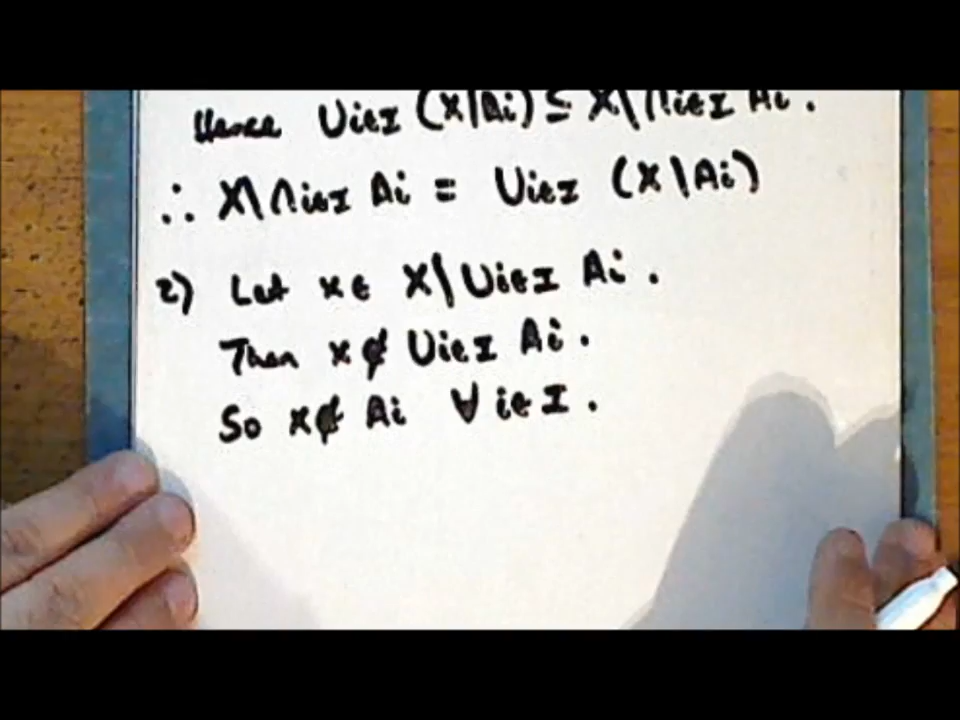 Hence ∪i∈I (X\Ai) ⊆ X\∩i∈I Ai.
∴ X\∩i∈I Ai = ∪i∈I (X\Ai)
2) Let x∈ X\∪i∈I Ai.
Then x∉ ∪i∈I Ai.
So x∉ Ai ∀ i∈I.